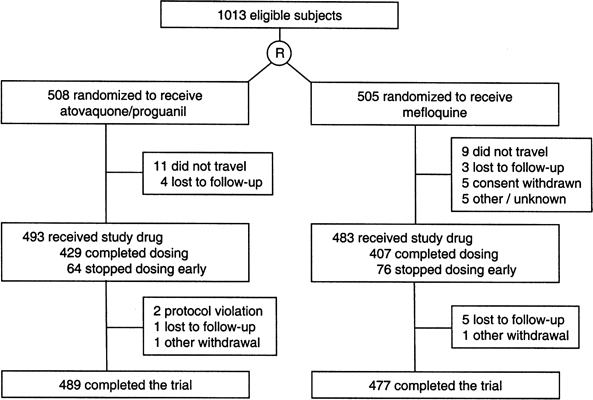 1013 eligible subjects
R
508 randomized to receive
atovaquone/proguanil
505 randomized to receive
mefloquine
11 did not travel
4 lost to follow-up
9 did not travel
3 lost to follow-up
5 consent withdrawn
5 other / unknown
493 received study drug
429 completed dosing
64 stopped dosing early
483 received study drug
407 completed dosing
76 stopped dosing early
2 protocol violation
1 lost to follow-up
1 other withdrawal
5 lost to follow-up
1 other withdrawal
489 completed the trial
477 completed the trial